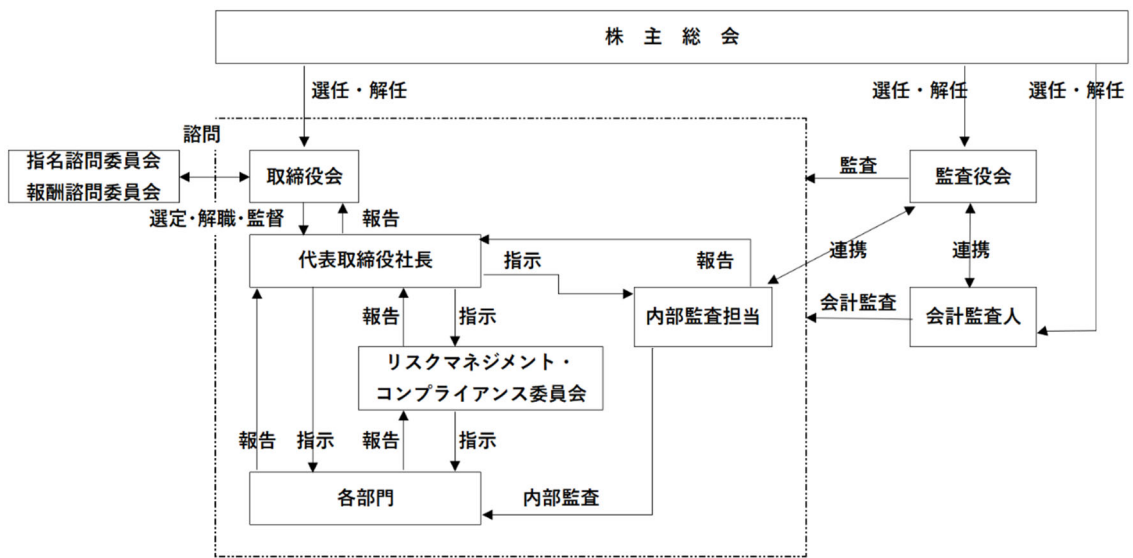 株 主 総 会
選任・解任
選任・解任
選任・解任
諮問
指名諮問委員会
報酬諮問委員会
取締役会
監査
監査役会
選定・解職・監督
報告
代表取締役社長
指示
報告
連携
連携
内部監査担当
会計監査
会計監査人
報告
指示
リスクマネジメント・
コンプライアンス委員会
報告
指示
報告
指示
各部門
内部監査